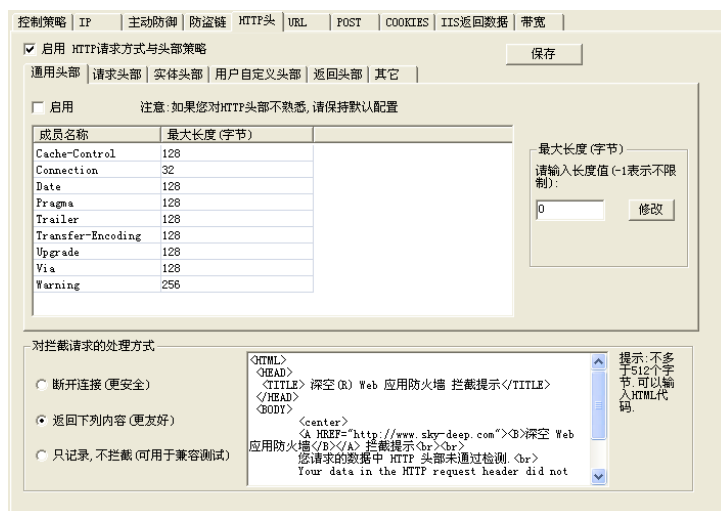 控制策略 IP 主动防御 防盗链 HTTP头 URL POST COOKIES IIS返回数据 带宽
启用 HTTP请求方式与头部策略
保存
通用头部 请求头部 实体头部 用户自定义头部 返回头部 其它
启用 注意:如果您对HTTP头部不熟悉,请保持默认配置
成员名称 最大长度(字节)
Cache-Control 128
Connection 32
Date 128
Pragma 128
Trailer 128
Transfer-Encoding 128
Upgrade 128
Via 128
Warning 256
最大长度(字节)
请输入长度值(-1表示不限
制):
0 修改
对拦截请求的处理方式
断开连接(更安全)
返回下列内容(更友好)
只记录,不拦截(可用于兼容测试)
<HTML>
<HEAD>
<TITLE> 深空(R) Web 应用防火墙 拦截提示</TITLE>
</HEAD>
<BODY>
<center>
<A HREF="http://www.sky-deep.com"><B>深空 Web
应用防火墙</B></A> 拦截提示<br><br>
您请求的数据中 HTTP 头部未通过检测.<br>
Your data in the HTTP request header did not
提示:不多
于512个字
节.可以输
入HTML代
码.